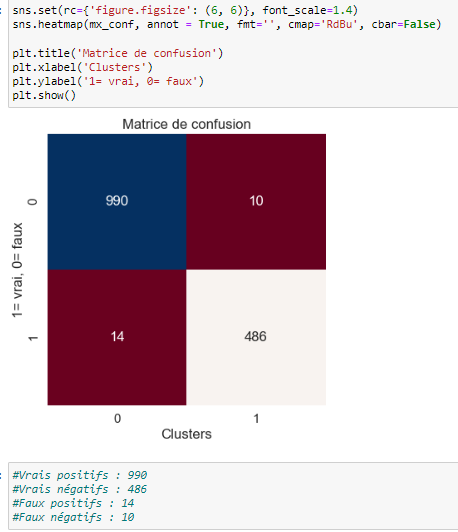 : sns.set(rc={'figure.figsize': (6, 6)}, font_scale=1.4)
sns.heatmap(mx_conf, annot = True, fmt='', cmap='RdBu', cbar=False)
plt.title('Matrice de confusion')
plt.xlabel('Clusters')
plt.ylabel('1= vrai, 0= faux')
plt.show()
Matrice de confusion
1= vrai, 0= faux
0
990
10
1
14
486
0
1
Clusters
: #Vrais positifs : 990
#Vrais négatifs : 486
#Faux positifs : 14
#Faux négatifs : 10